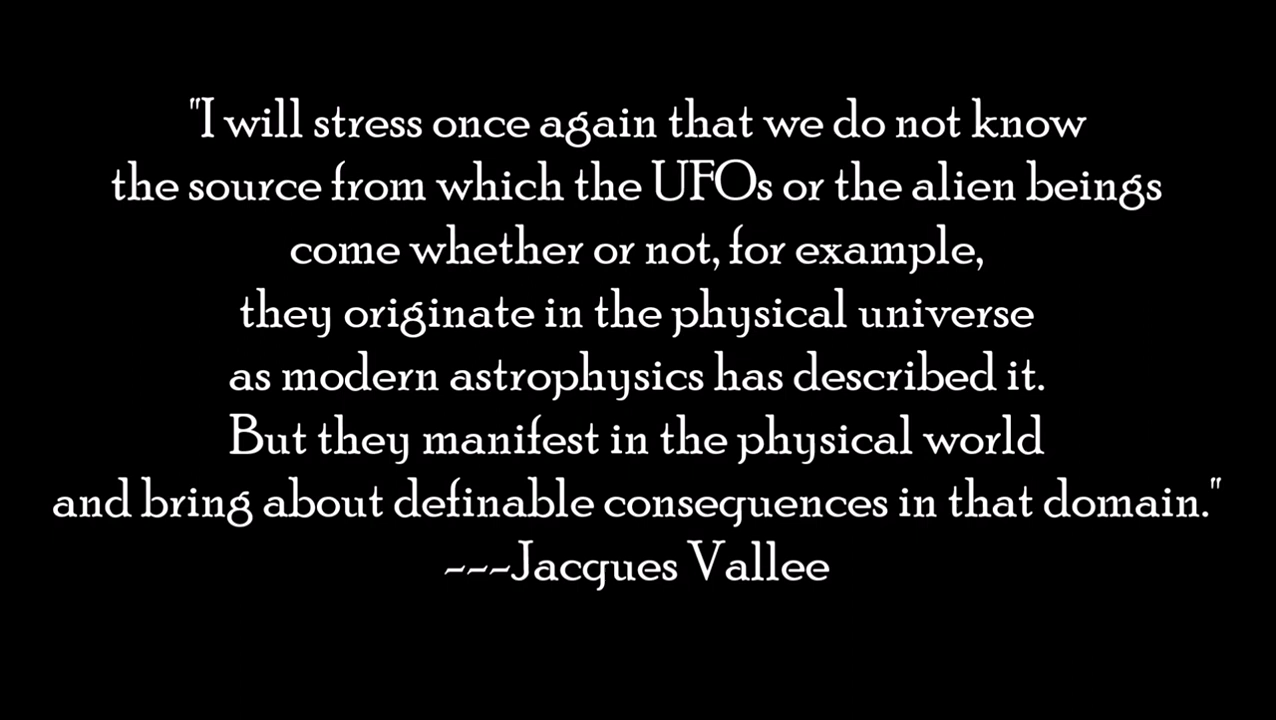 "I will stress once again that we do not know
the source from which the UFOs or the alien beings
come whether or not, for example,
they originate in the physical universe
as modern astrophysics has described it.
But they manifest in the physical world
and bring about definable consequences in that domain."
---Jacques Vallee